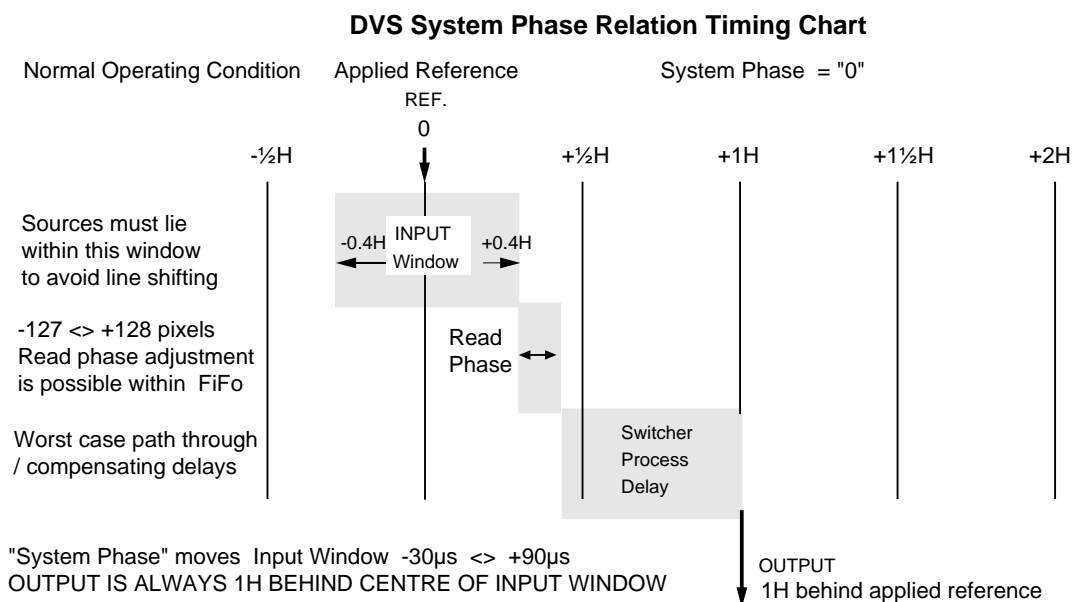 DVS System Phase Relation Timing Chart
Normal Operating Condition Applied Reference System Phase = "0"
REF.
0
-½H +½H +1H +1½H +2H
Sources must lie
within this window
to avoid line shifting
-0.4H INPUT +0.4H
Window
-127 <> +128 pixels
Read phase adjustment
is possible within FiFo
Read
Phase
Worst case path through
/ compensating delays
Switcher
Process
Delay
"System Phase" moves Input Window -30µs <> +90µs
OUTPUT IS ALWAYS 1H BEHIND CENTRE OF INPUT WINDOW
OUTPUT
1H behind applied reference